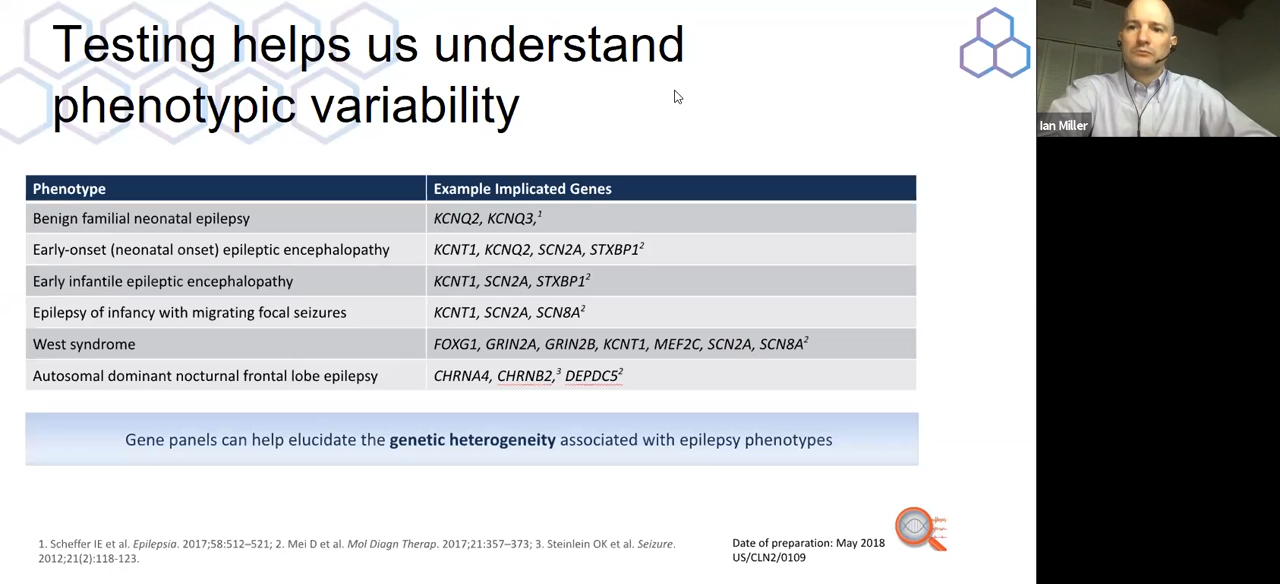 Testing helps us understand
phenotypic variability
Ian Miller
Phenotype Example Implicated Genes
Benign familial neonatal epilepsy KCNQ2, KCNQ3,1
Early-onset (neonatal onset) epileptic encephalopathy KCNT1, KCNQ2, SCN2A, STXBP12
Early infantile epileptic encephalopathy KCNT1, SCN2A, STXBP12
Epilepsy of infancy with migrating focal seizures KCNT1, SCN2A, SCN8A2
West syndrome FOXG1, GRIN2A, GRIN2B, KCNT1, MEF2C, SCN2A, SCN8A2
Autosomal dominant nocturnal frontal lobe epilepsy CHRNA4, CHRNB2,3 DEPDC52
Gene panels can help elucidate the genetic heterogeneity associated with epilepsy phenotypes
1. Scheffer IE et al. Epilepsia. 2017;58:512–521; 2. Mei D et al. Mol Diagn Therap. 2017;21:357–373; 3. Steinlein OK et al. Seizure.
2012;21(2):118-123.
Date of preparation: May 2018
US/CLN2/0109